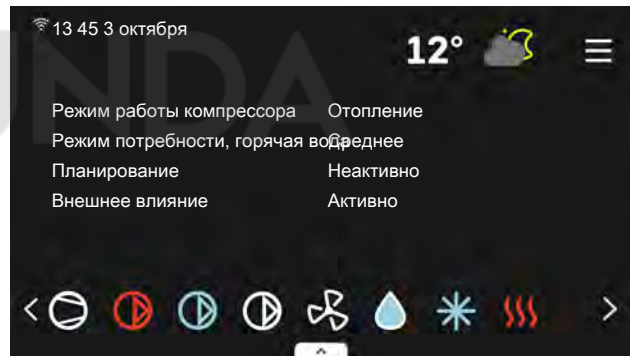 13 45 3 октября
12°
Режим работы компрессора Отопление
Режим потребности, горячая вода Среднее
Планирование Неактивно
Внешнее влияние Активно
UNDA